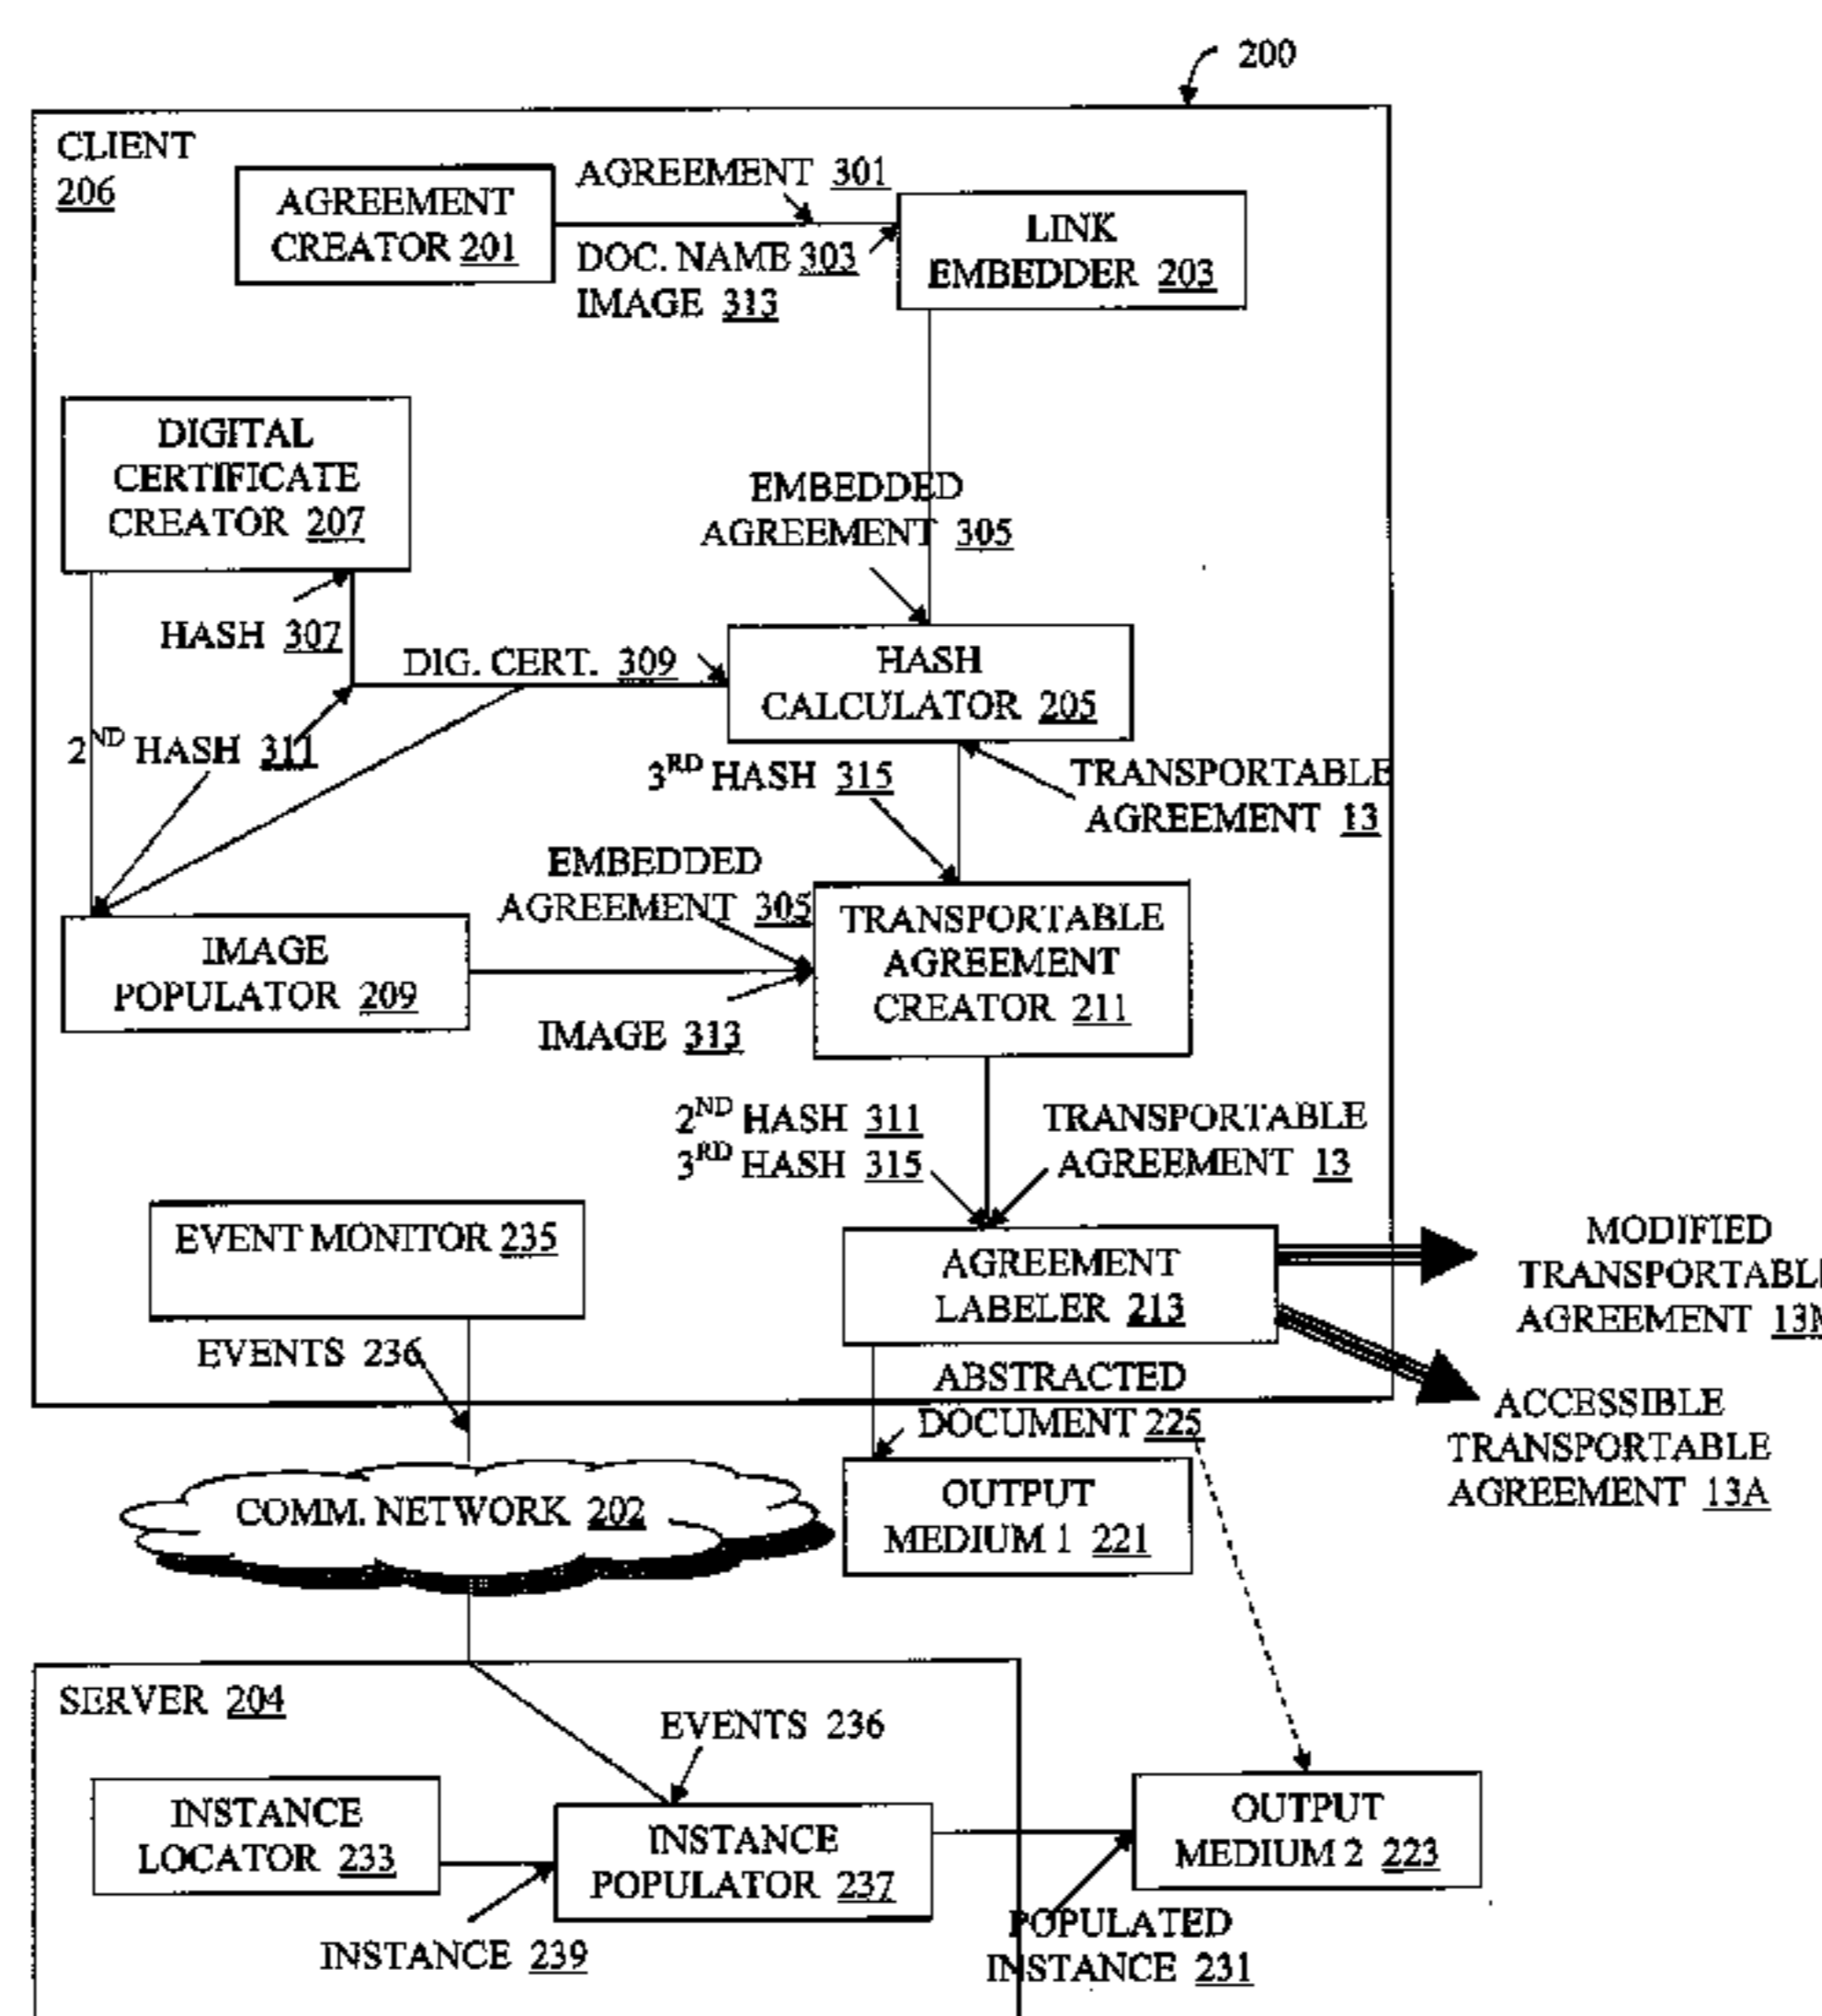 200
CLIENT
206
AGREEMENT
CREATOR 201
AGREEMENT 301
DOC. NAME 303
IMAGE 313
LINK
EMBEDDER 203
DIGITAL
CERTIFICATE
CREATOR 207
EMBEDDED
AGREEMENT 305
HASH 307
DIG. CERT. 309
HASH
CALCULATOR 205
2ND HASH 311
3RD HASH 315
TRANSPORTABLE
AGREEMENT 13
EMBEDDED
AGREEMENT 305
IMAGE
POPULATOR 209
TRANSPORTABLE
AGREEMENT
CREATOR 211
IMAGE 313
2ND HASH 311
3RD HASH 315
TRANSPORTABLE
AGREEMENT 13
EVENT MONITOR 235
AGREEMENT
LABELER 213
MODIFIED
TRANSPORTABLE
AGREEMENT 13M
EVENTS 236
ABSTRACTED
DOCUMENT 225
ACCESSIBLE
TRANSPORTABLE
AGREEMENT 13A
COMM. NETWORK 202
OUTPUT
MEDIUM 1 221
SERVER 204
EVENTS 236
INSTANCE
LOCATOR 233
INSTANCE
POPULATOR 237
OUTPUT
MEDIUM 2 223
INSTANCE 239
POPULATED
INSTANCE 231